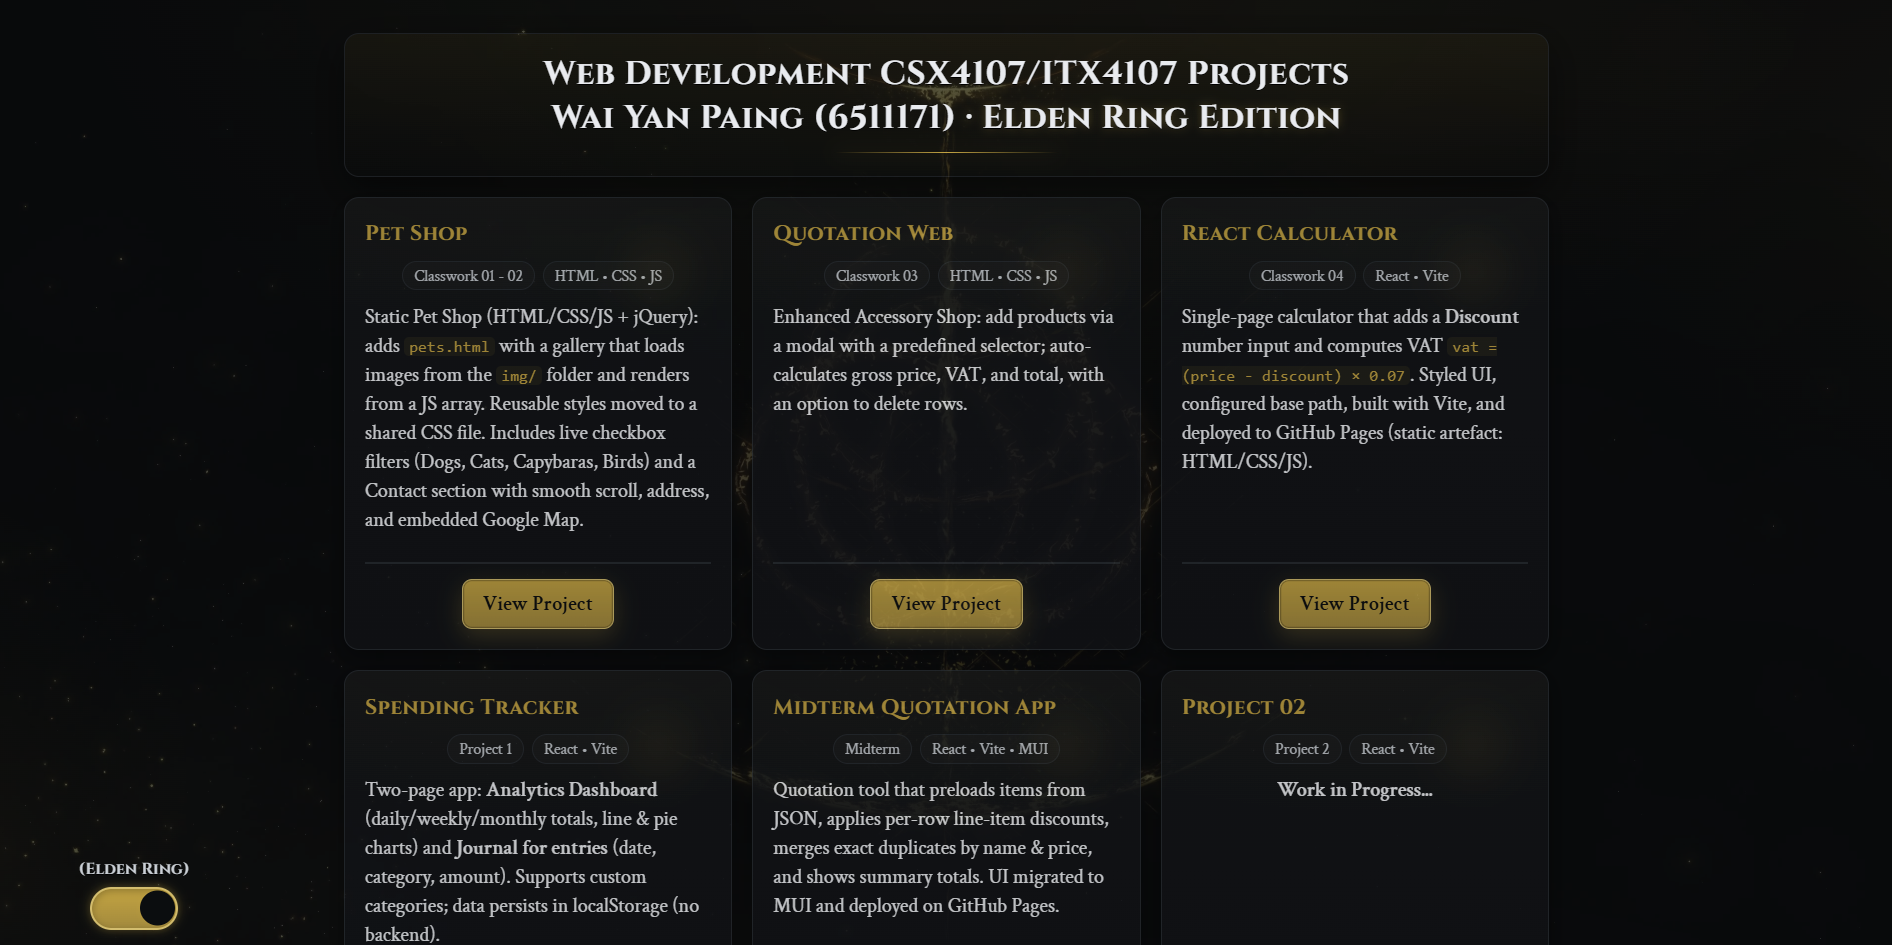 Web Development CSX4107/ITX4107 Projects
Wai Yan Paing (6511171) · Elden Ring Edition
Pet Shop
Classwork 01 - 02
HTML • CSS • JS
Static Pet Shop (HTML/CSS/JS + jQuery):
adds pets.html with a gallery that loads
images from the img/ folder and renders
from a JS array. Reusable styles moved to a
shared CSS file. Includes live checkbox
filters (Dogs, Cats, Capybaras, Birds) and a
Contact section with smooth scroll, address,
and embedded Google Map.
View Project
Quotation Web
Classwork 03
HTML • CSS • JS
Enhanced Accessory Shop: add products via
a modal with a predefined selector; auto-
calculates gross price, VAT, and total, with
an option to delete rows.
View Project
React Calculator
Classwork 04
React • Vite
Single-page calculator that adds a Discount
number input and computes VAT vat =
(price - discount) × 0.07. Styled UI,
configured base path, built with Vite, and
deployed to GitHub Pages (static artefact:
HTML/CSS/JS).
View Project
Spending Tracker
Project 1
React • Vite
Two-page app: Analytics Dashboard
(daily/weekly/monthly totals, line & pie
charts) and Journal for entries (date,
category, amount). Supports custom
categories; data persists in localStorage (no
backend).
Midterm Quotation App
Midterm
React • Vite • MUI
Quotation tool that preloads items from
JSON, applies per-row line-item discounts,
merges exact duplicates by name & price,
and shows summary totals. UI migrated to
MUI and deployed on GitHub Pages.
Project 02
Project 2
React • Vite
Work in Progress...
(Elden Ring)